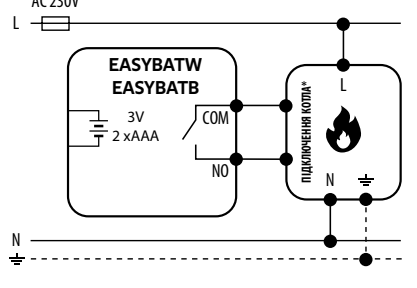 AC 230V
L
EASYBATW
EASYBATB
3V
2 xAAA
COM
NO
ПІДКЛЮЧЕННЯ КОТЛА*
L
N
N